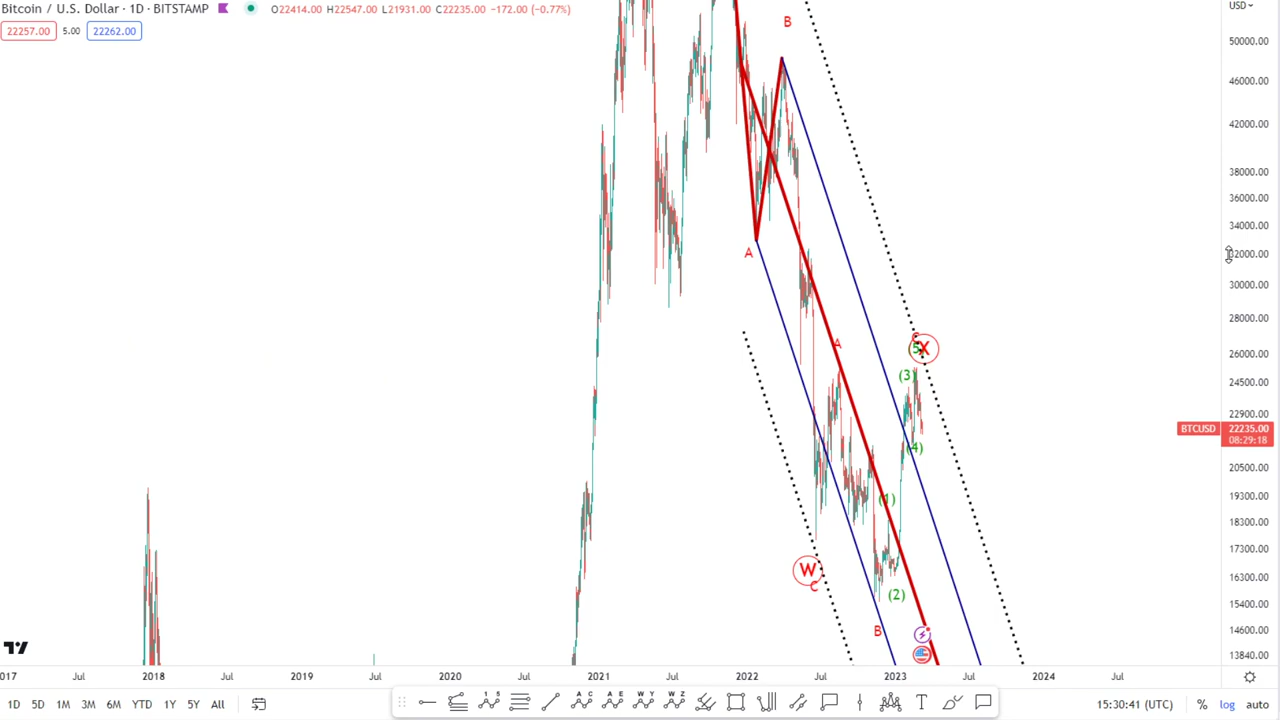 Bitcoin / U.S. Dollar · 1D · BITSTAMP O22414.00 H22547.00 L21931.00 C22235.00 −172.00 (−0.77%)
USD
22257.00 5.00 22262.00
B
50000.00
46000.00
42000.00
38000.00
36000.00
34000.00
A
32000.00
30000.00
28000.00
C
A
(5) X
26000.00
(3)
24500.00
22900.00
BTCUSD 22235.00
08:29:18
(4)
20500.00
(1)
19300.00
18300.00
17300.00
W
16300.00
C
(2)
15400.00
B
14600.00
13840.00
2017 Jul 2018 Jul 2019 Jul 2020 Jul 2021 Jul 2022 Jul 2023 Jul 2024 Jul
1D 5D 1M 3M 6M YTD 1Y 5Y All
1 5
A C
A E
W Y
W Z
T
15:30:41 (UTC) % log auto